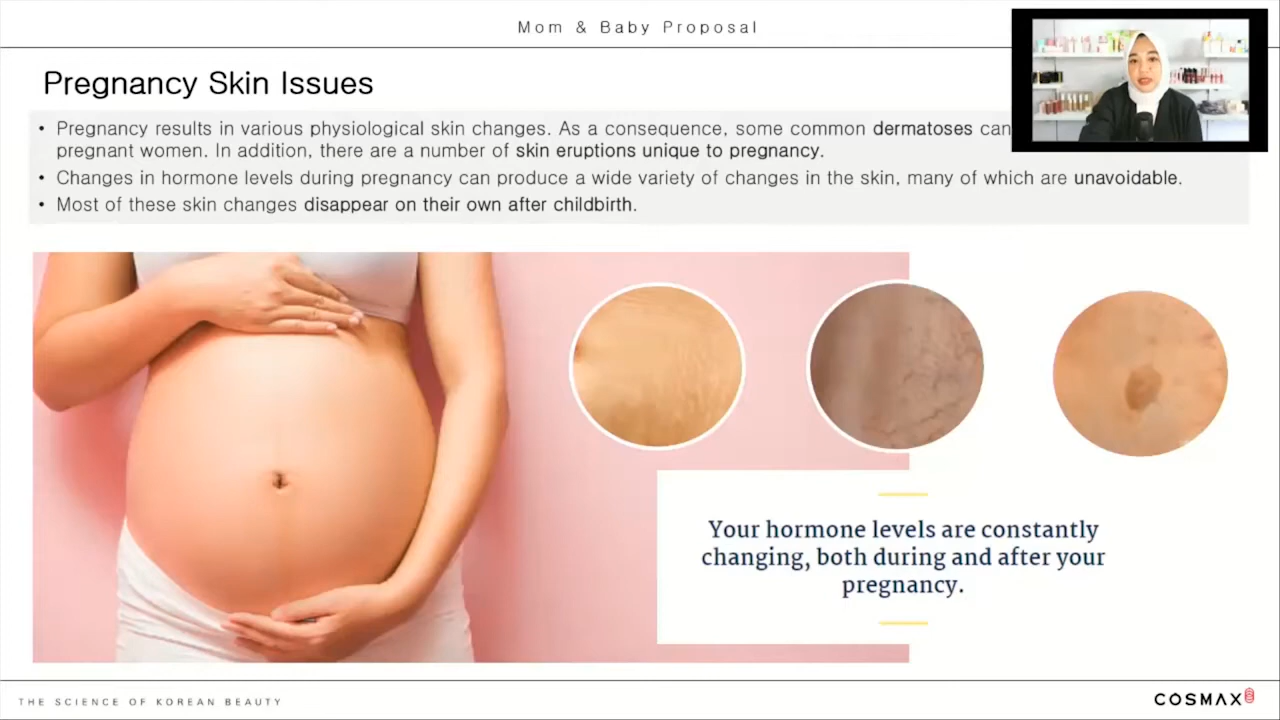 Mom & Baby Proposal
Pregnancy Skin Issues
• Pregnancy results in various physiological skin changes. As a consequence, some common dermatoses can
pregnant women. In addition, there are a number of skin eruptions unique to pregnancy.
• Changes in hormone levels during pregnancy can produce a wide variety of changes in the skin, many of which are unavoidable.
• Most of these skin changes disappear on their own after childbirth.
Your hormone levels are constantly
changing, both during and after your
pregnancy.
THE SCIENCE OF KOREAN BEAUTY
COSMAX